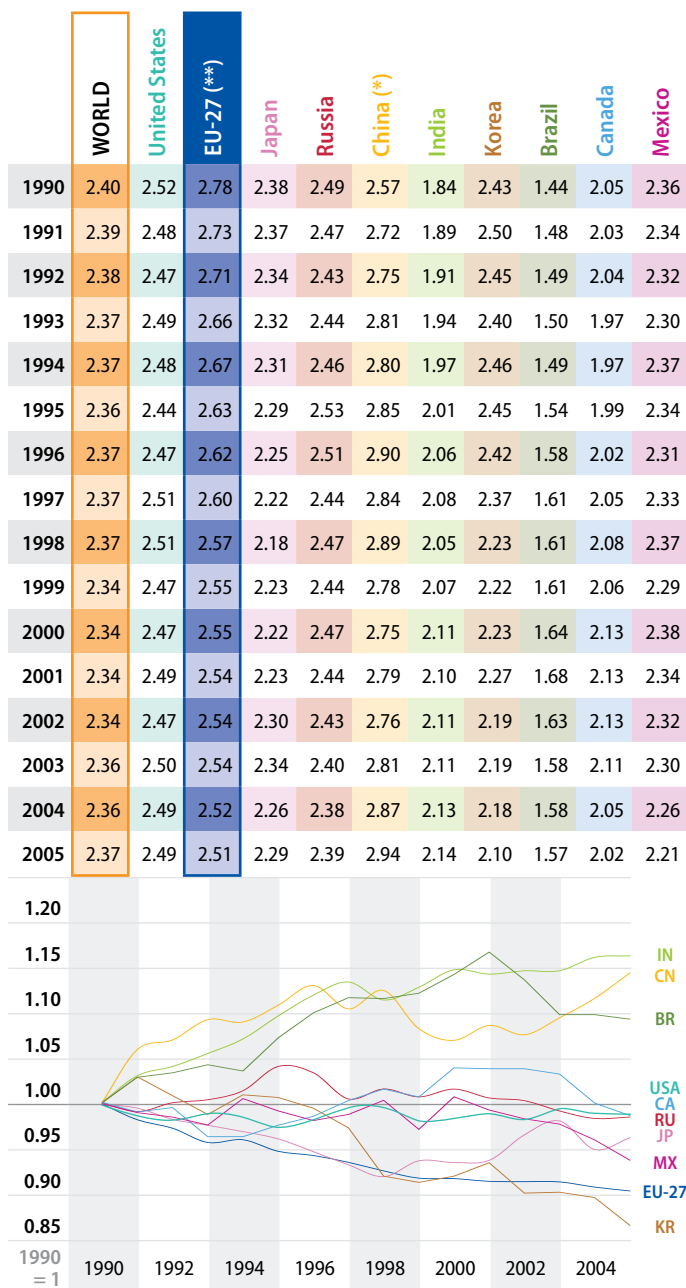 WORLD United States EU-27 (**) Japan Russia China (*) India Korea Brazil Canada Mexico
1990 2.40 2.52 2.78 2.38 2.49 2.57 1.84 2.43 1.44 2.05 2.36
1991 2.39 2.48 2.73 2.37 2.47 2.72 1.89 2.50 1.48 2.03 2.34
1992 2.38 2.47 2.71 2.34 2.43 2.75 1.91 2.45 1.49 2.04 2.32
1993 2.37 2.49 2.66 2.32 2.44 2.81 1.94 2.40 1.50 1.97 2.30
1994 2.37 2.48 2.67 2.31 2.46 2.80 1.97 2.46 1.49 1.97 2.37
1995 2.36 2.44 2.63 2.29 2.53 2.85 2.01 2.45 1.54 1.99 2.34
1996 2.37 2.47 2.62 2.25 2.51 2.90 2.06 2.42 1.58 2.02 2.31
1997 2.37 2.51 2.60 2.22 2.44 2.84 2.08 2.37 1.61 2.05 2.33
1998 2.37 2.51 2.57 2.18 2.47 2.89 2.05 2.23 1.61 2.08 2.37
1999 2.34 2.47 2.55 2.23 2.44 2.78 2.07 2.22 1.61 2.06 2.29
2000 2.34 2.47 2.55 2.22 2.47 2.75 2.11 2.23 1.64 2.13 2.38
2001 2.34 2.49 2.54 2.23 2.44 2.79 2.10 2.27 1.68 2.13 2.34
2002 2.34 2.47 2.54 2.30 2.43 2.76 2.11 2.19 1.63 2.13 2.32
2003 2.36 2.50 2.54 2.34 2.40 2.81 2.11 2.19 1.58 2.11 2.30
2004 2.36 2.49 2.52 2.26 2.38 2.87 2.13 2.18 1.58 2.05 2.26
2005 2.37 2.49 2.51 2.29 2.39 2.94 2.14 2.10 1.57 2.02 2.21
1.20
1.15
IN
CN
1.10
BR
1.05
1.00
USA
CA
RU
0.95
JP
MX
0.90
EU-27
KR
0.85
1990
= 1
1990 1992 1994 1996 1998 2000 2002 2004